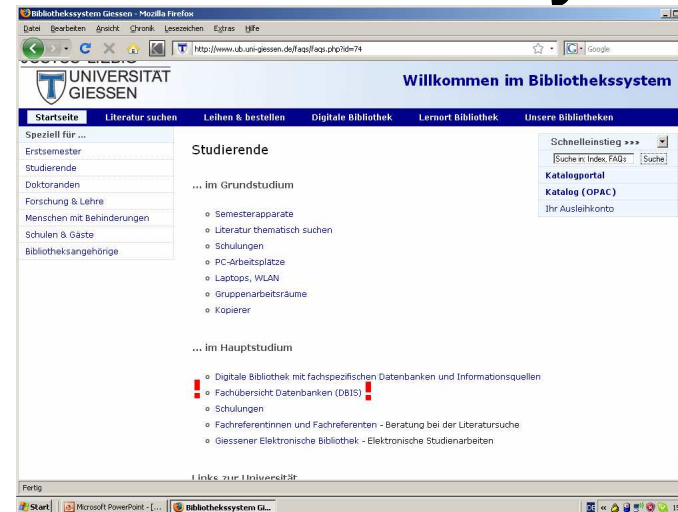 Bibliothekssystem Giessen - Mozilla Firefox
Datei Bearbeiten Ansicht Chronik Lesezeichen Extras Hilfe
http://www.ub.uni-giessen.de/faqs/faqs.php?id=74
Google
UNIVERSITÄT
GIESSEN
Willkommen im Bibliothekssystem
Startseite Literatur suchen Leihen & bestellen Digitale Bibliothek Lernort Bibliothek Unsere Bibliotheken
Speziell für ...
Erstsemester
Studierende
Doktoranden
Forschung & Lehre
Menschen mit Behinderungen
Schulen & Gäste
Bibliotheksangehörige
Studierende
... im Grundstudium
Semesterapparate
Literatur thematisch suchen
Schulungen
PC-Arbeitsplätze
Laptops, WLAN
Gruppenarbeitsräume
Kopierer
... im Hauptstudium
Digitale Bibliothek mit fachspezifischen Datenbanken und Informationsquellen
! Fachübersicht Datenbanken (DBIS) !
Schulungen
Fachreferentinnen und Fachreferenten - Beratung bei der Literatursuche
Giessener Elektronische Bibliothek - Elektronische Studienarbeiten
Links zur Universität
Schnelleinstieg »»»
Suche in: Index, FAQs Suche
Katalogportal
Katalog (OPAC)
Ihr Ausleihkonto
Fertig
Start Microsoft PowerPoint - [... Bibliothekssystem Gi... DE